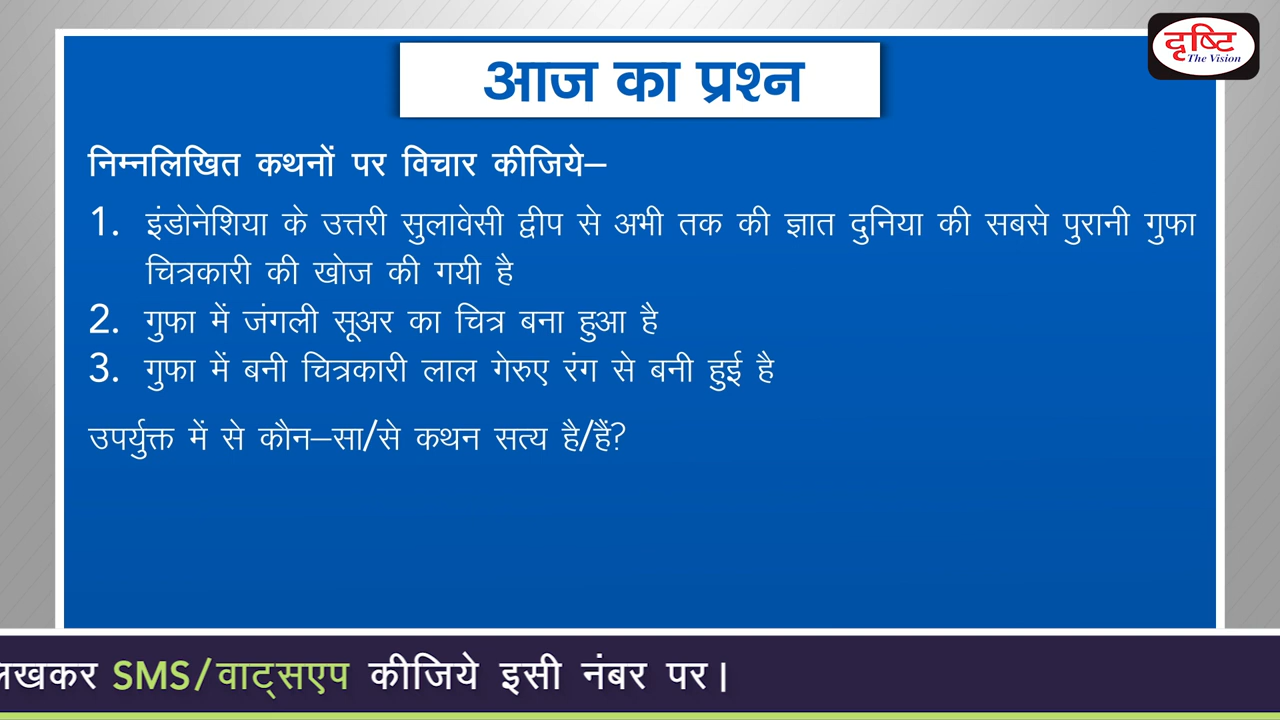 दृष्टि
The Vision
आज का प्रश्न
निम्नलिखित कथनों पर विचार कीजिये–
1. इंडोनेशिया के उत्तरी सुलावेसी द्वीप से अभी तक की ज्ञात दुनिया की सबसे पुरानी गुफा
चित्रकारी की खोज की गयी है
2. गुफा में जंगली सूअर का चित्र बना हुआ है
3. गुफा में बनी चित्रकारी लाल गेरुए रंग से बनी हुई है
उपर्युक्त में से कौन–सा/से कथन सत्य है/हैं?
कर SMS/वाट्सएप कीजिये इसी नंबर पर।